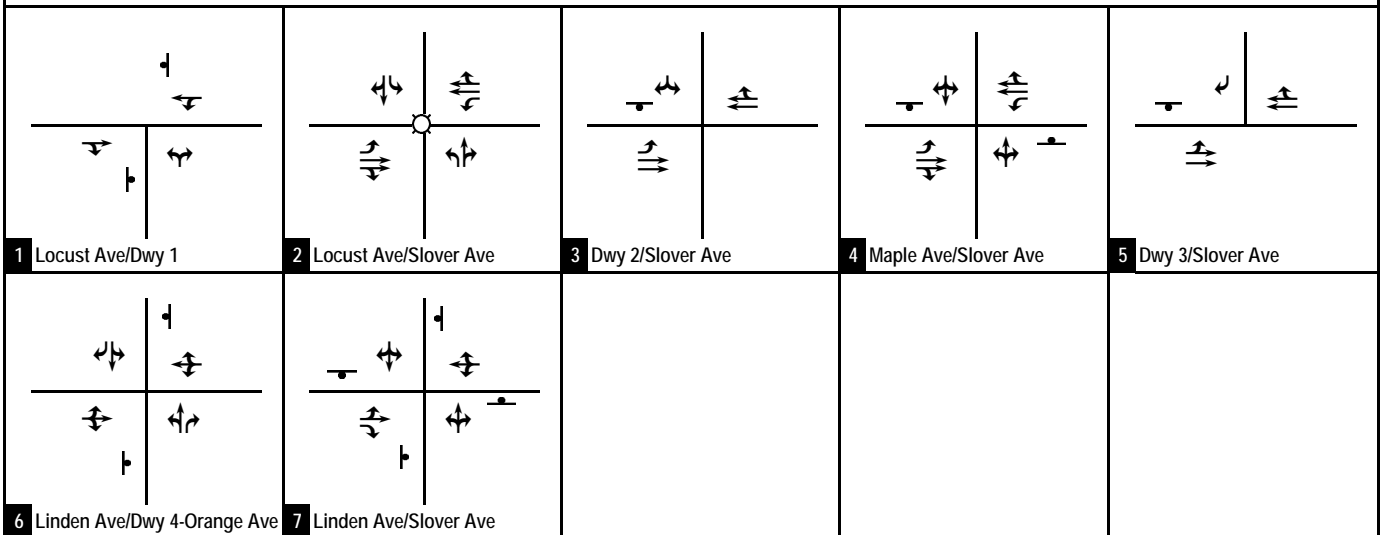 1 Locust Ave/Dwy 1
2 Locust Ave/Slover Ave
3 Dwy 2/Slover Ave
4 Maple Ave/Slover Ave
5 Dwy 3/Slover Ave
6 Linden Ave/Dwy 4-Orange Ave
7 Linden Ave/Slover Ave